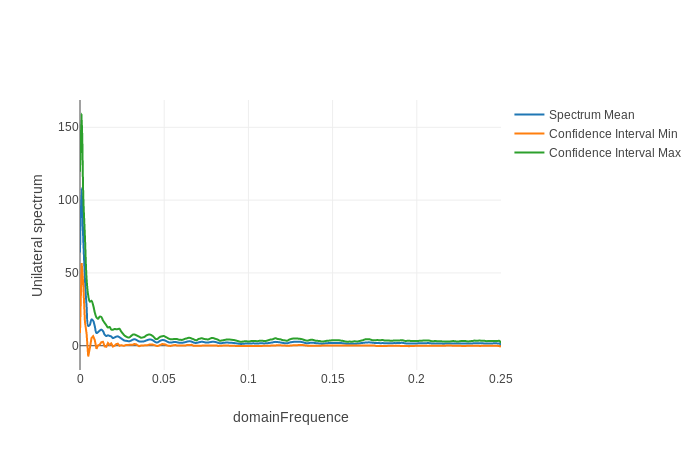 Spectrum Mean
Confidence Interval Min
Confidence Interval Max
Unilateral spectrum
150
100
50
0
0 0.05 0.1 0.15 0.2 0.25
domainFrequence